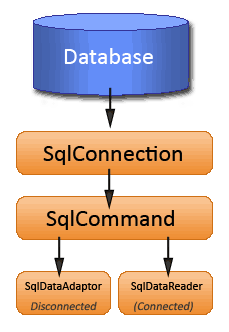 Database
SqlConnection
SqlCommand
SqlDataAdaptor
Disconnected
SqlDataReader
(Connected)